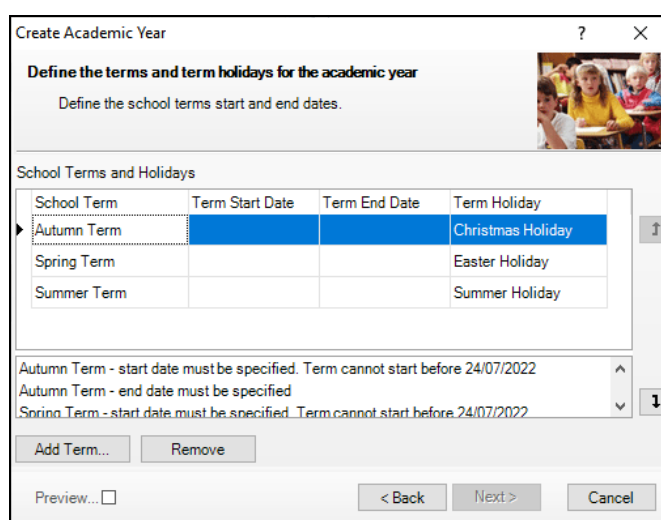 Create Academic Year ? ×
Define the terms and term holidays for the academic year
Define the school terms start and end dates.
School Terms and Holidays
School Term Term Start Date Term End Date Term Holiday
Autumn Term Christmas Holiday
Spring Term Easter Holiday
Summer Term Summer Holiday
Autumn Term - start date must be specified. Term cannot start before 24/07/2022
Autumn Term - end date must be specified
Spring Term - start date must be specified. Term cannot start before 24/07/2022
Add Term... Remove
Preview... < Back Next > Cancel